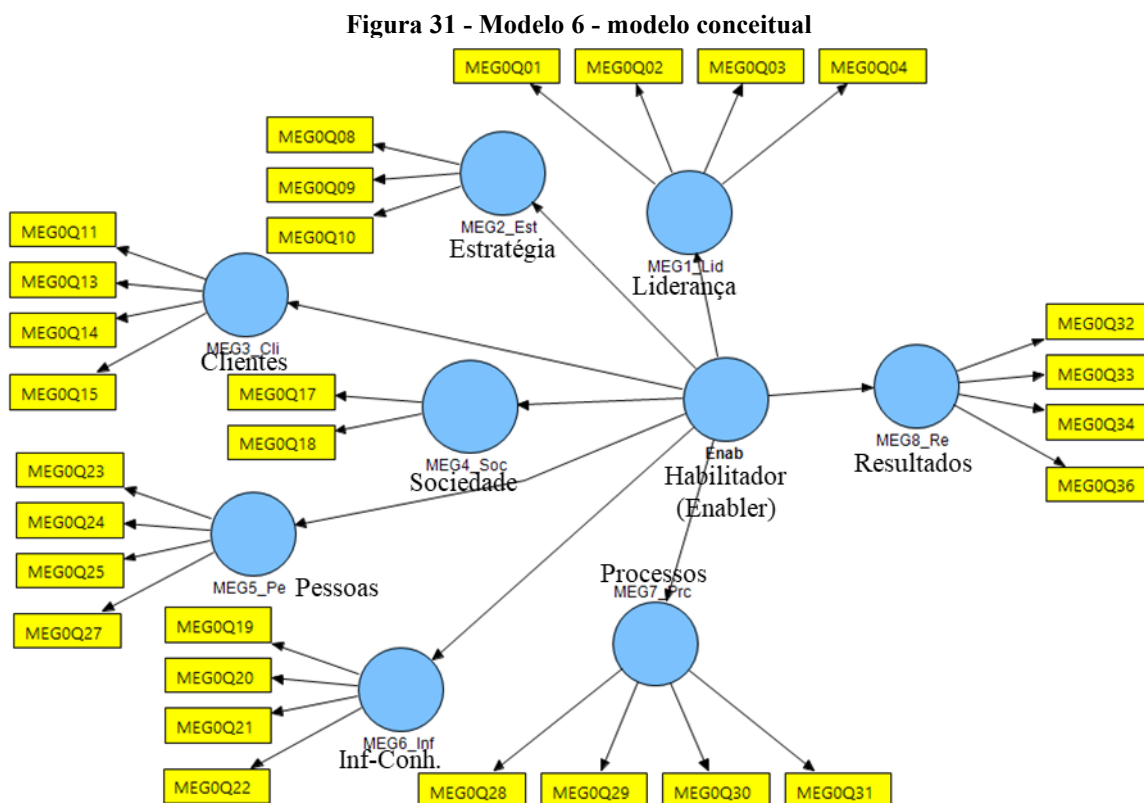 Figura 31 - Modelo 6 - modelo conceitual
MEG0Q01
MEG0Q02
MEG0Q03
MEG0Q04
MEG1_Lid
Liderança
MEG0Q08
MEG0Q09
MEG0Q10
MEG2_Est
Estratégia
MEG0Q11
MEG0Q13
MEG0Q14
MEG0Q15
MEG3_Cli
Clientes
MEG0Q17
MEG0Q18
MEG4_Soc
Sociedade
Enab
Habilitador
(Enabler)
MEG0Q32
MEG0Q33
MEG0Q34
MEG0Q36
MEG8_Re
Resultados
MEG0Q23
MEG0Q24
MEG0Q25
MEG0Q27
MEG5_Pe
Pessoas
MEG0Q19
MEG0Q20
MEG0Q21
MEG0Q22
MEG6_Inf
Inf-Conh.
Processos
MEG7_Prc
MEG0Q28
MEG0Q29
MEG0Q30
MEG0Q31